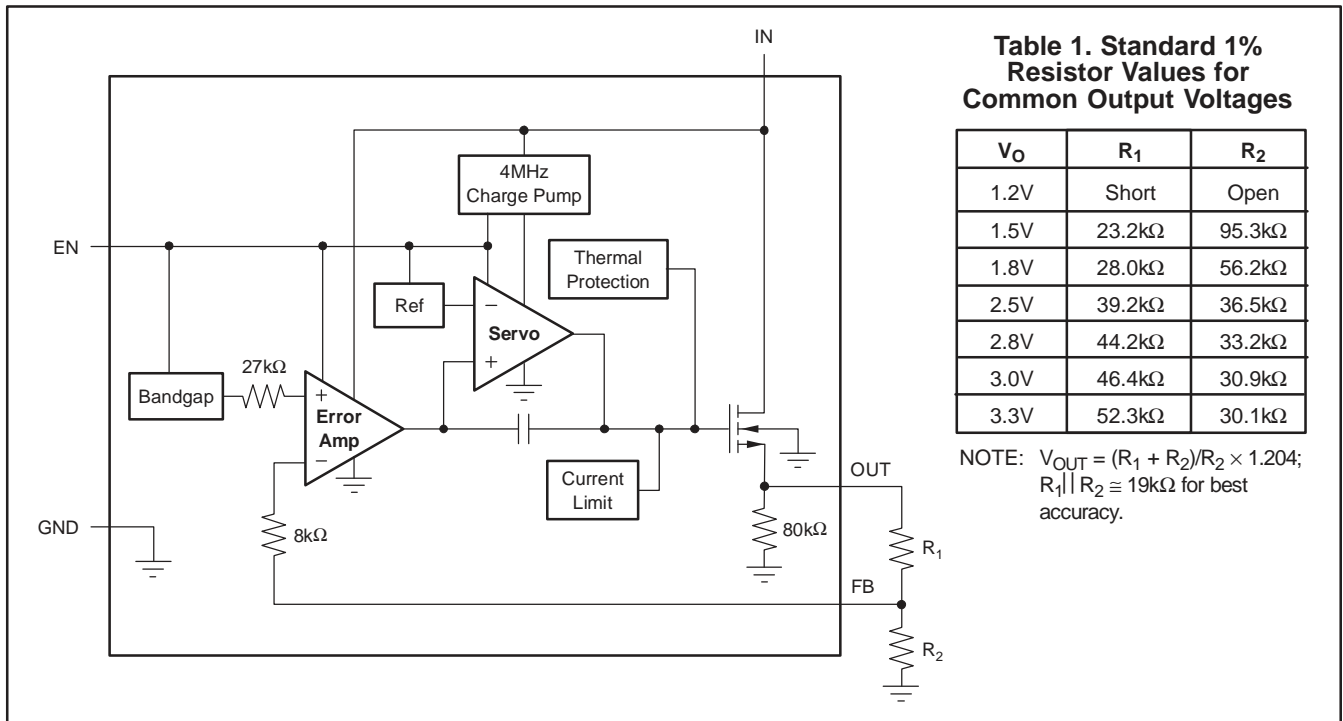 IN
4MHz
Charge Pump
EN
Thermal
Protection
Ref
−
Servo
+
27kΩ
Bandgap
+
Error
Amp
−
Current
Limit
OUT
GND
8kΩ
80kΩ
R1
FB
R2
Table 1. Standard 1%
Resistor Values for
Common Output Voltages
VO R1 R2
1.2V Short Open
1.5V 23.2kΩ 95.3kΩ
1.8V 28.0kΩ 56.2kΩ
2.5V 39.2kΩ 36.5kΩ
2.8V 44.2kΩ 33.2kΩ
3.0V 46.4kΩ 30.9kΩ
3.3V 52.3kΩ 30.1kΩ
NOTE: VOUT = (R1 + R2)/R2 × 1.204;
R1||R2 ≅ 19kΩ for best
accuracy.